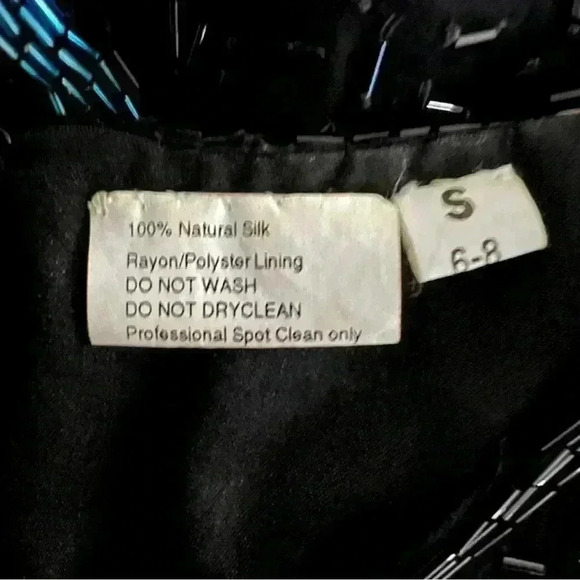 100% Natural Silk
Rayon/Polyster Lining
DO NOT WASH
DO NOT DRYCLEAN
Professional Spot Clean only
S
6-8